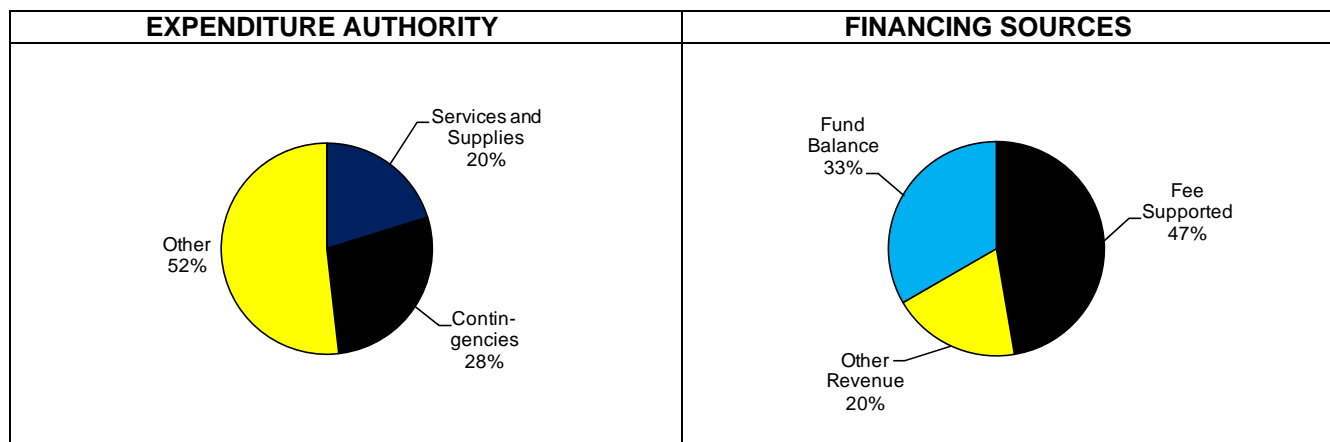 EXPENDITURE AUTHORITY
Services and
Supplies
20%
Other
52%
Contin-
gencies
28%
FINANCING SOURCES
Fund
Balance
33%
Fee
Supported
47%
Other
Revenue
20%